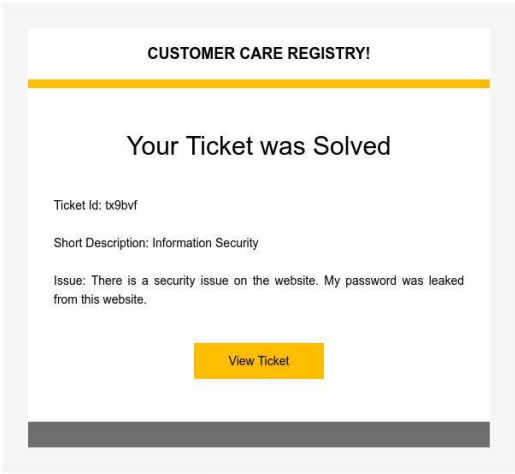 CUSTOMER CARE REGISTRY!
Your Ticket was Solved
Ticket Id: tx9bvf
Short Description: Information Security
Issue: There is a security issue on the website. My password was leaked
from this website.
View Ticket